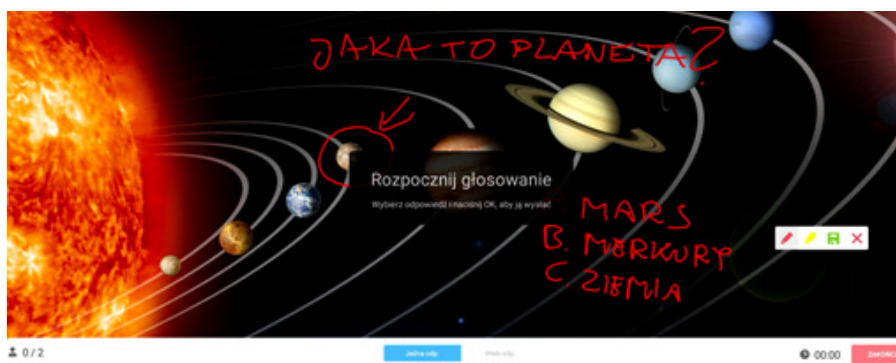 JAKA TO PLANETA?
Rozpocznij głosowanie
Wybierz odpowiedź i naciśnij OK, aby ją wysłać
MARS
B. MERKURY
C. ZIEMIA
0 / 2
Jedna odp.
Wiele odp.
00:00